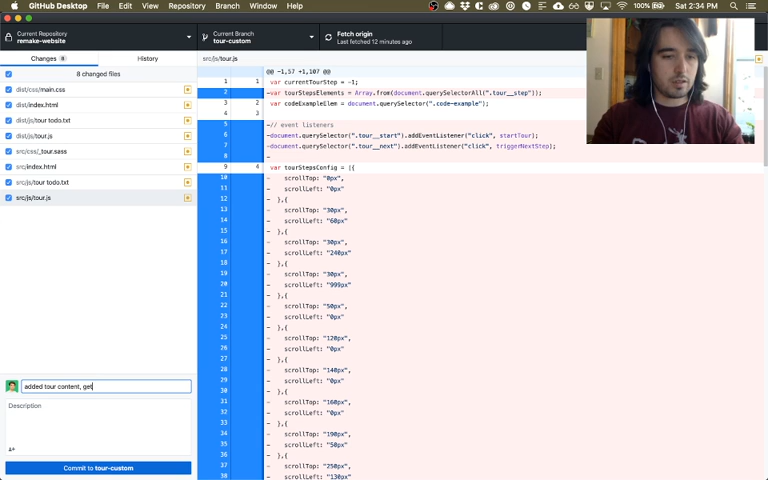 GitHub Desktop File Edit View Repository Branch Window Help 100% Sat 2:34 PM
Current Repository
remake-website
Current Branch
tour-custom
Fetch origin
Last fetched 12 minutes ago
Changes 8
History
src/js/tour.js
8 changed files
dist/css/main.css
dist/index.html
dist/js/tour todo.txt
dist/js/tour.js
src/css/_tour.sass
src/index.html
src/js/tour todo.txt
src/js/tour.js
@@ -1,57 +1,107 @@
1 1 var currentTourStep = -1;
2 -var tourStepsElements = Array.from(document.querySelectorAll(".tour__step"));
3 2 var codeExampleElem = document.querySelector(".code-example");
4 3
5 -// event listeners
6 -document.querySelector(".tour__start").addEventListener("click", startTour);
7 -document.querySelector(".tour__next").addEventListener("click", triggerNextStep);
8 -
9 4 var tourStepsConfig = [{
10 - scrollTop: "0px",
11 - scrollLeft: "0px"
12 - },{
13 - scrollTop: "30px",
14 - scrollLeft: "60px"
15 - },{
16 - scrollTop: "30px",
17 - scrollLeft: "240px"
18 - },{
19 - scrollTop: "30px",
20 - scrollLeft: "999px"
21 - },{
22 - scrollTop: "50px",
23 - scrollLeft: "0px"
24 - },{
25 - scrollTop: "120px",
26 - scrollLeft: "0px"
27 - },{
28 - scrollTop: "140px",
29 - scrollLeft: "0px"
30 - },{
31 - scrollTop: "160px",
32 - scrollLeft: "0px"
33 - },{
34 - scrollTop: "190px",
35 - scrollLeft: "50px"
36 - },{
37 - scrollTop: "250px",
38 - scrollLeft: "130px"
added tour content, get
Description
Commit to tour-custom